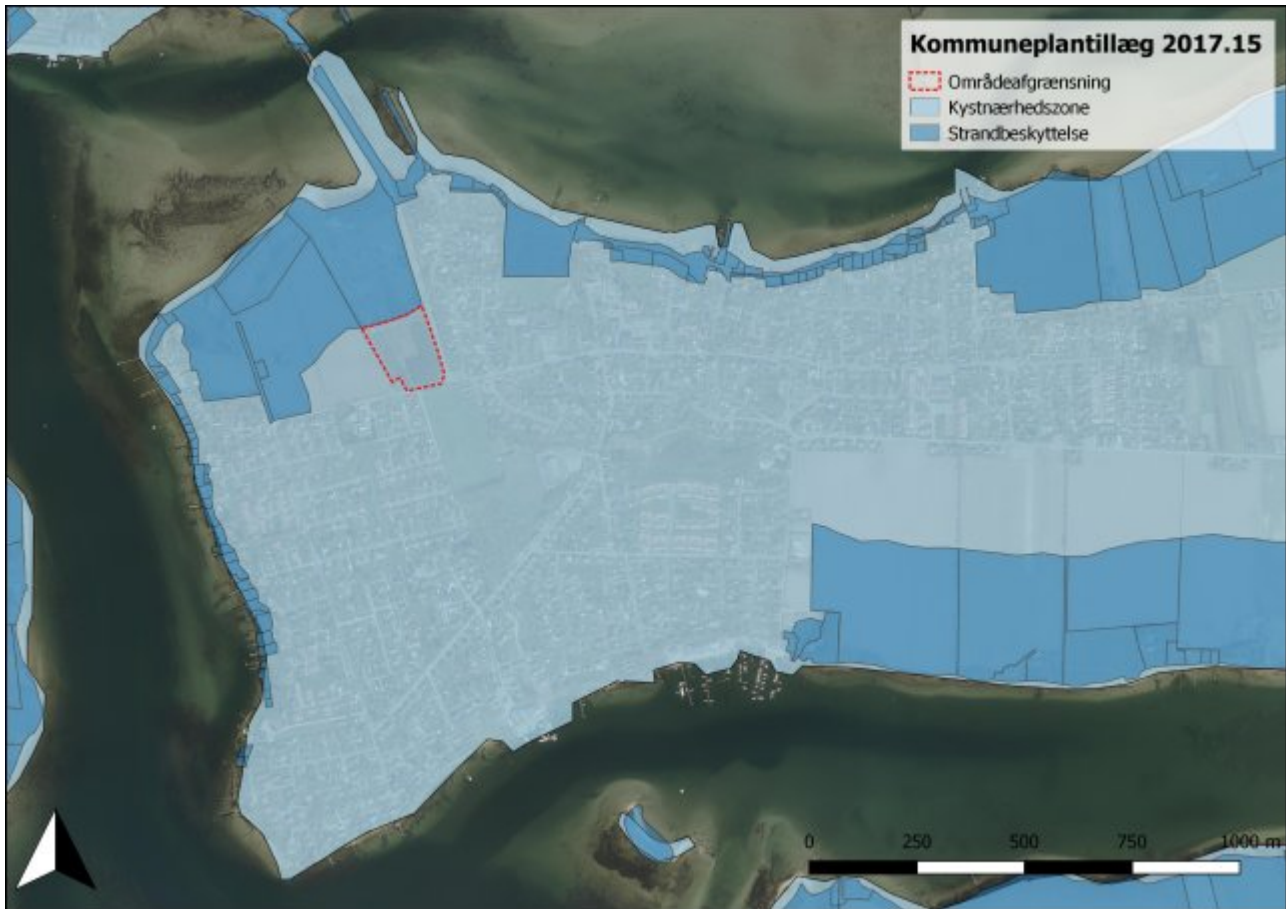 Kommuneplantillæg 2017.15
Områdeafgrænsning
Kystnærhedszone
Strandbeskyttelse
0 250 500 750 1000 m